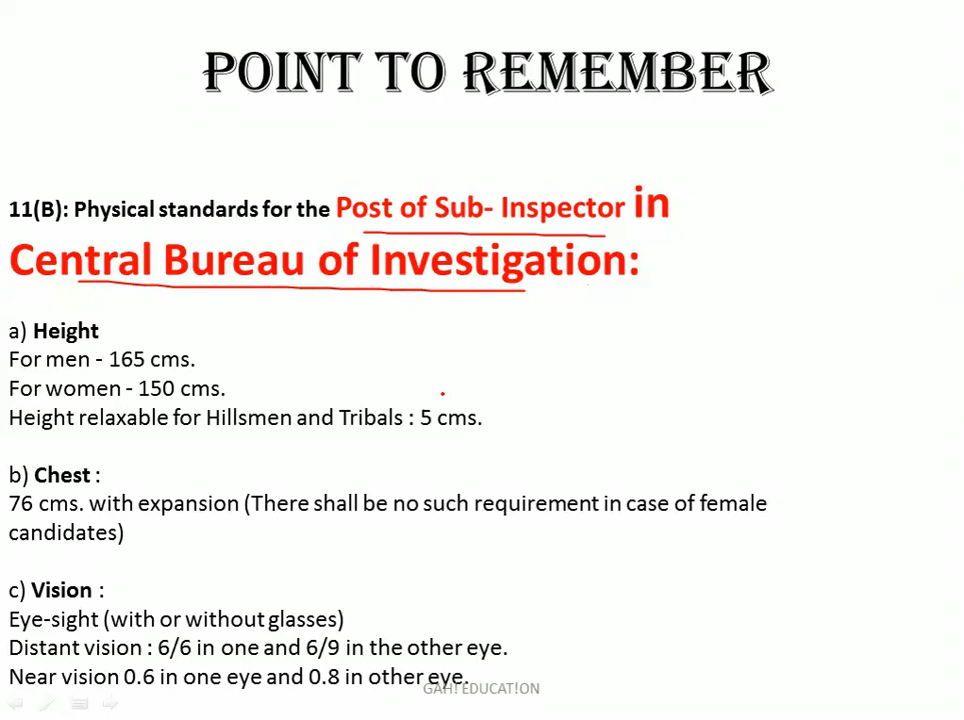 POINT TO REMEMBER
11(B): Physical standards for the Post of Sub- Inspector in
Central Bureau of Investigation:
a) Height
For men - 165 cms.
For women - 150 cms.
Height relaxable for Hillsmen and Tribals : 5 cms.
b) Chest :
76 cms. with expansion (There shall be no such requirement in case of female
candidates)
c) Vision :
Eye-sight (with or without glasses)
Distant vision : 6/6 in one and 6/9 in the other eye.
Near vision 0.6 in one eye and 0.8 in other eye.
GAH! EDUCAT!ON